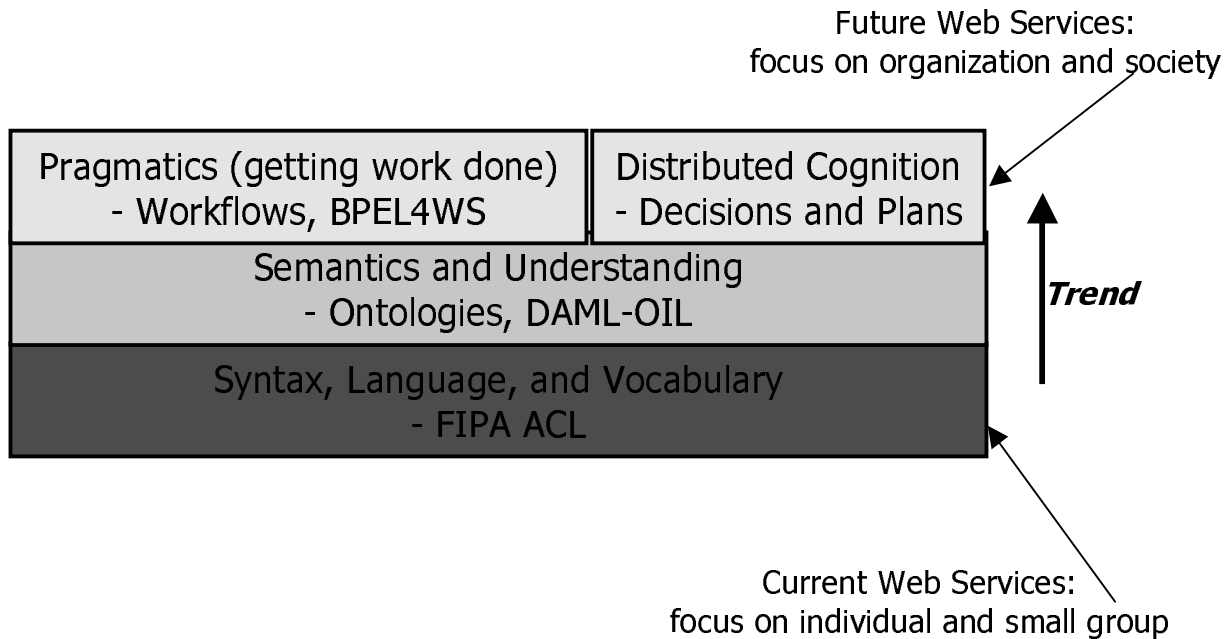 Future Web Services:
focus on organization and society
Pragmatics (getting work done)
- Workflows, BPEL4WS
Distributed Cognition
- Decisions and Plans
Semantics and Understanding
- Ontologies, DAML-OIL
Trend
Syntax, Language, and Vocabulary
- FIPA ACL
Current Web Services:
focus on individual and small group